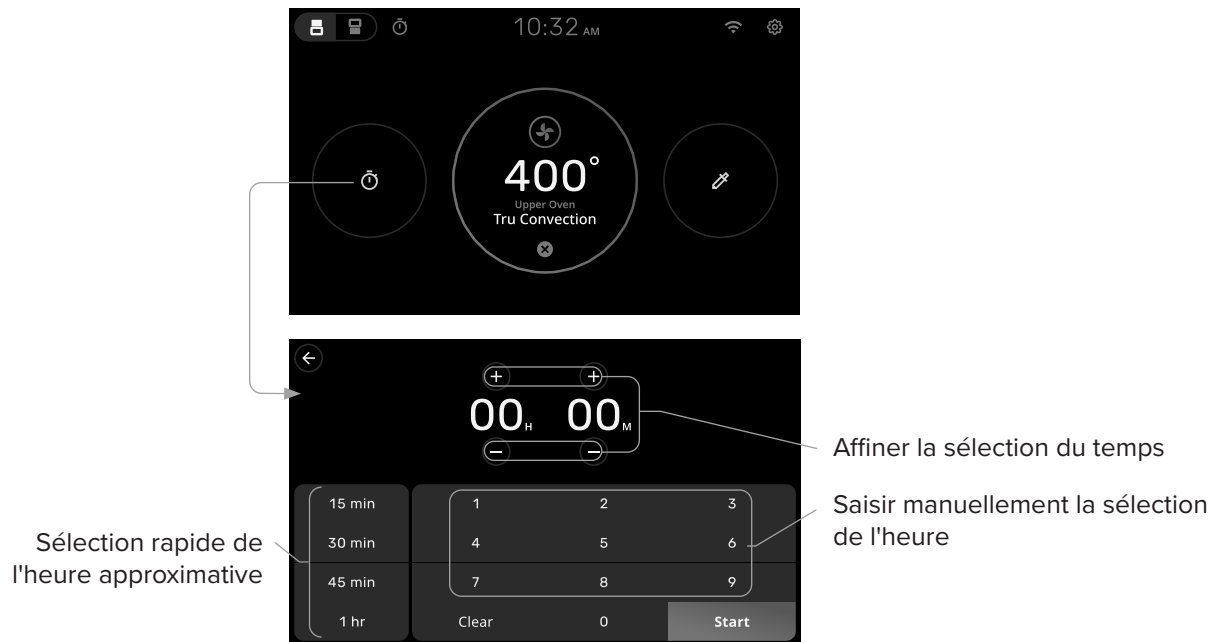 10:32 AM
400°
Upper Oven
Tru Convection
00 H 00 M
Affiner la sélection du temps
15 min 1 2 3
Saisir manuellement la sélection
de l'heure
Sélection rapide de
l'heure approximative
30 min 4 5 6
45 min 7 8 9
1 hr Clear 0 Start